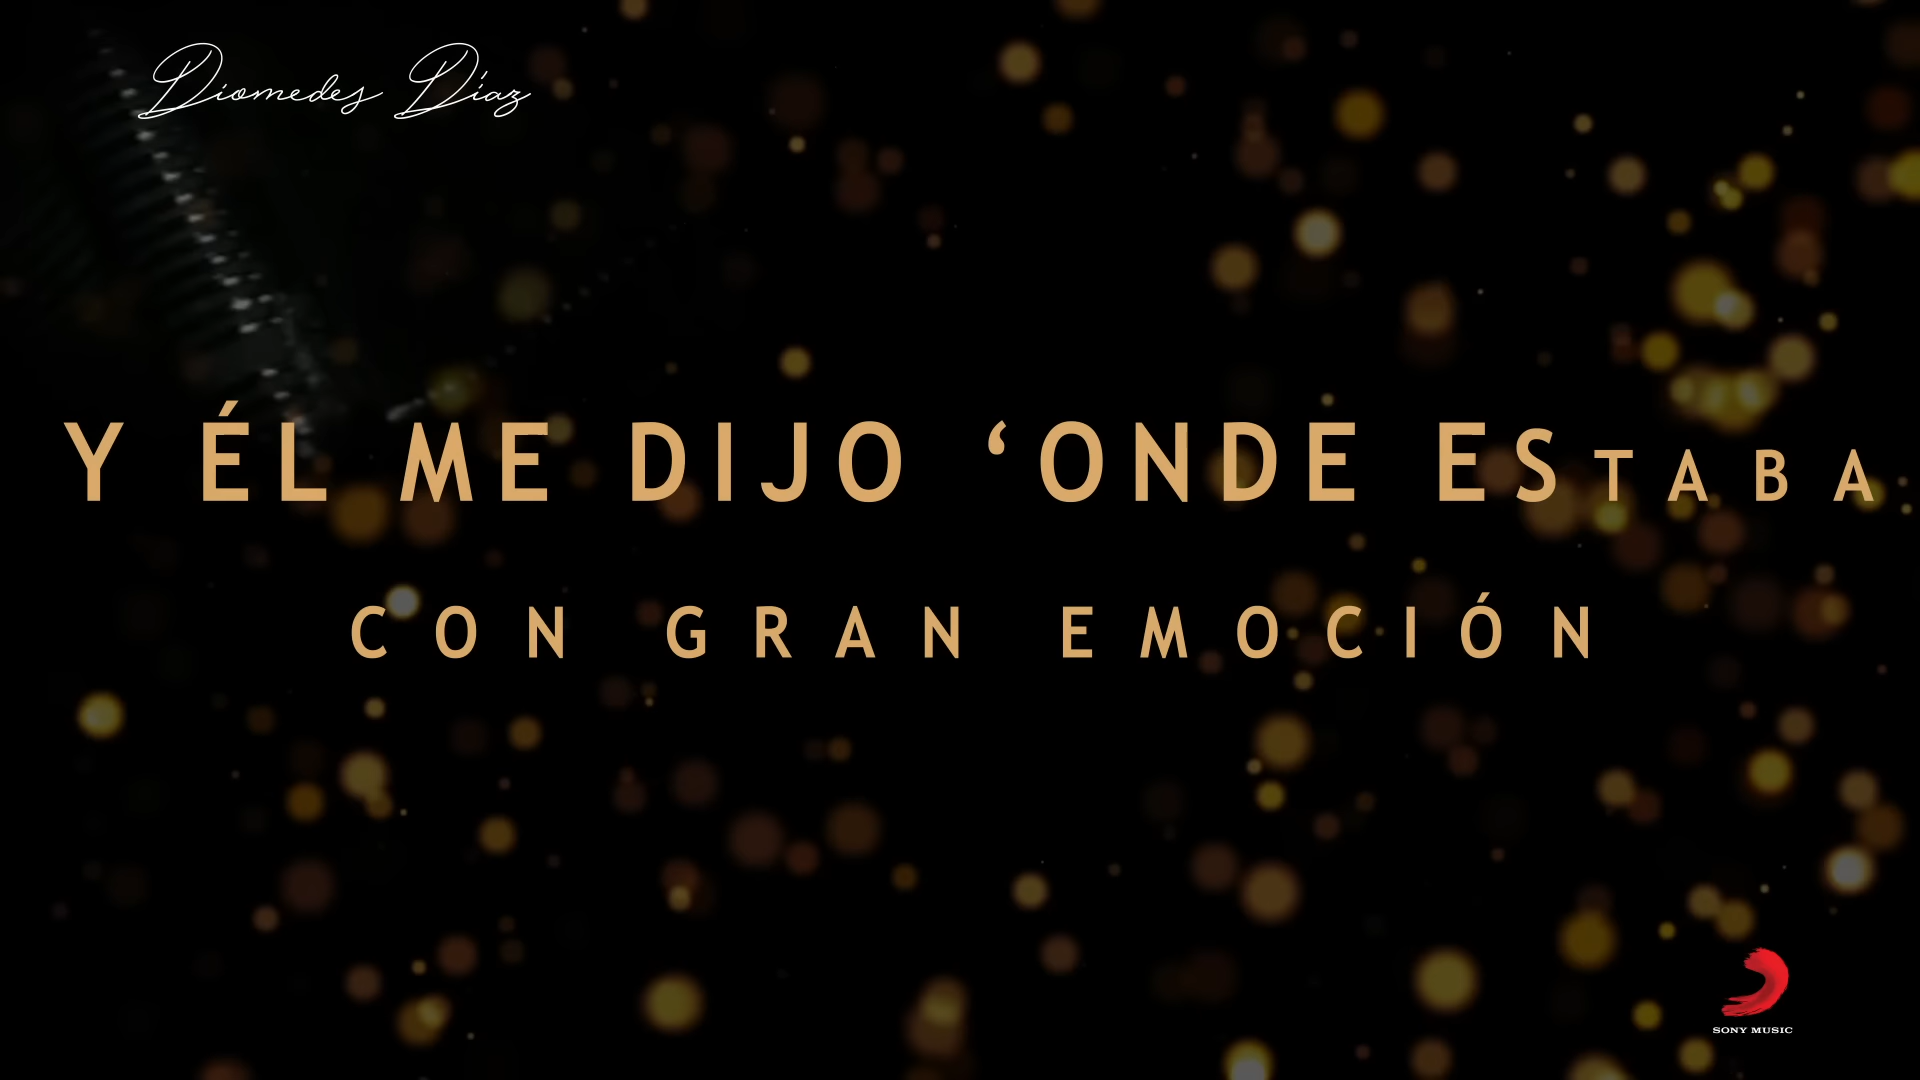 Diomedes Díaz
Y ÉL ME DIJO ‘ONDE ESTABA
CON GRAN EMOCIÓN
SONY MUSIC